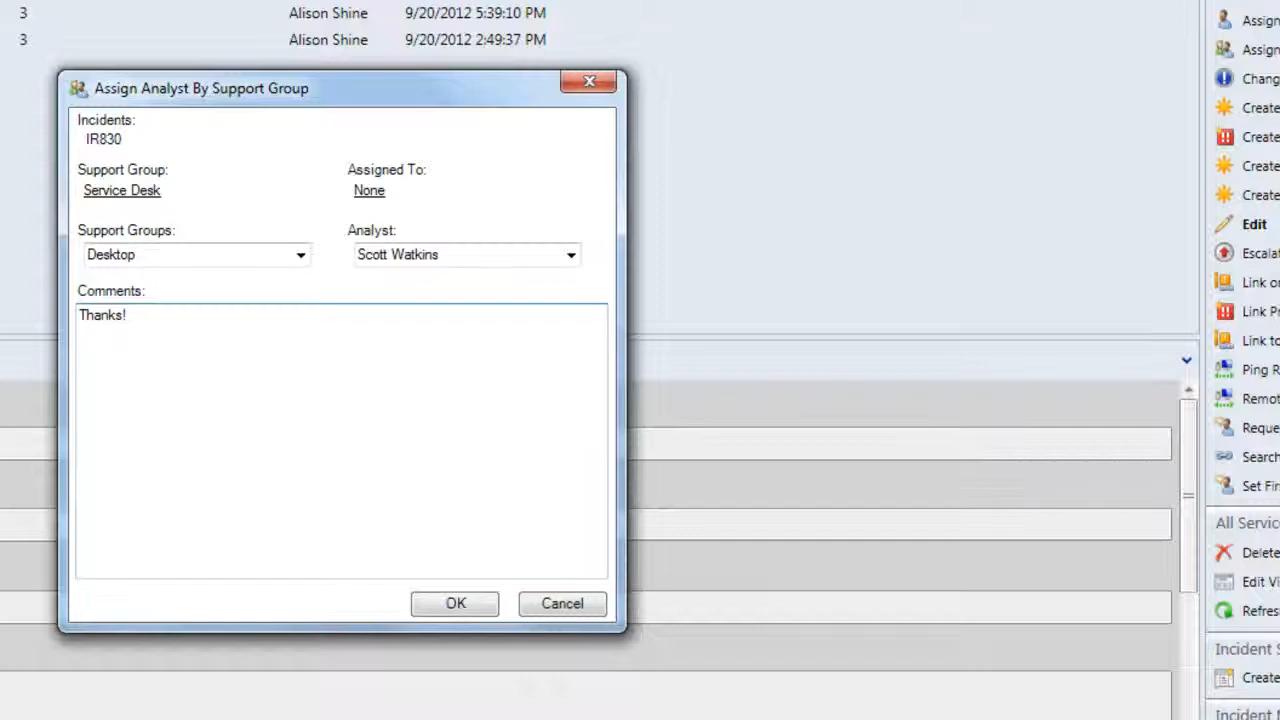 3 Alison Shine 9/20/2012 5:39:10 PM
3 Alison Shine 9/20/2012 2:49:37 PM
Assign Analyst By Support Group
Incidents:
IR830
Support Group: Assigned To:
Service Desk None
Support Groups: Analyst:
Desktop Scott Watkins
Comments:
Thanks!
OK Cancel
Assign
Assign
Chang
Create
Create
Create
Create
Edit
Escalat
Link or
Link Pr
Link to
Ping R
Remot
Reque
Search
Set Fir
All Servic
Delete
Edit Vi
Refres
Incident S
Create
Incident M